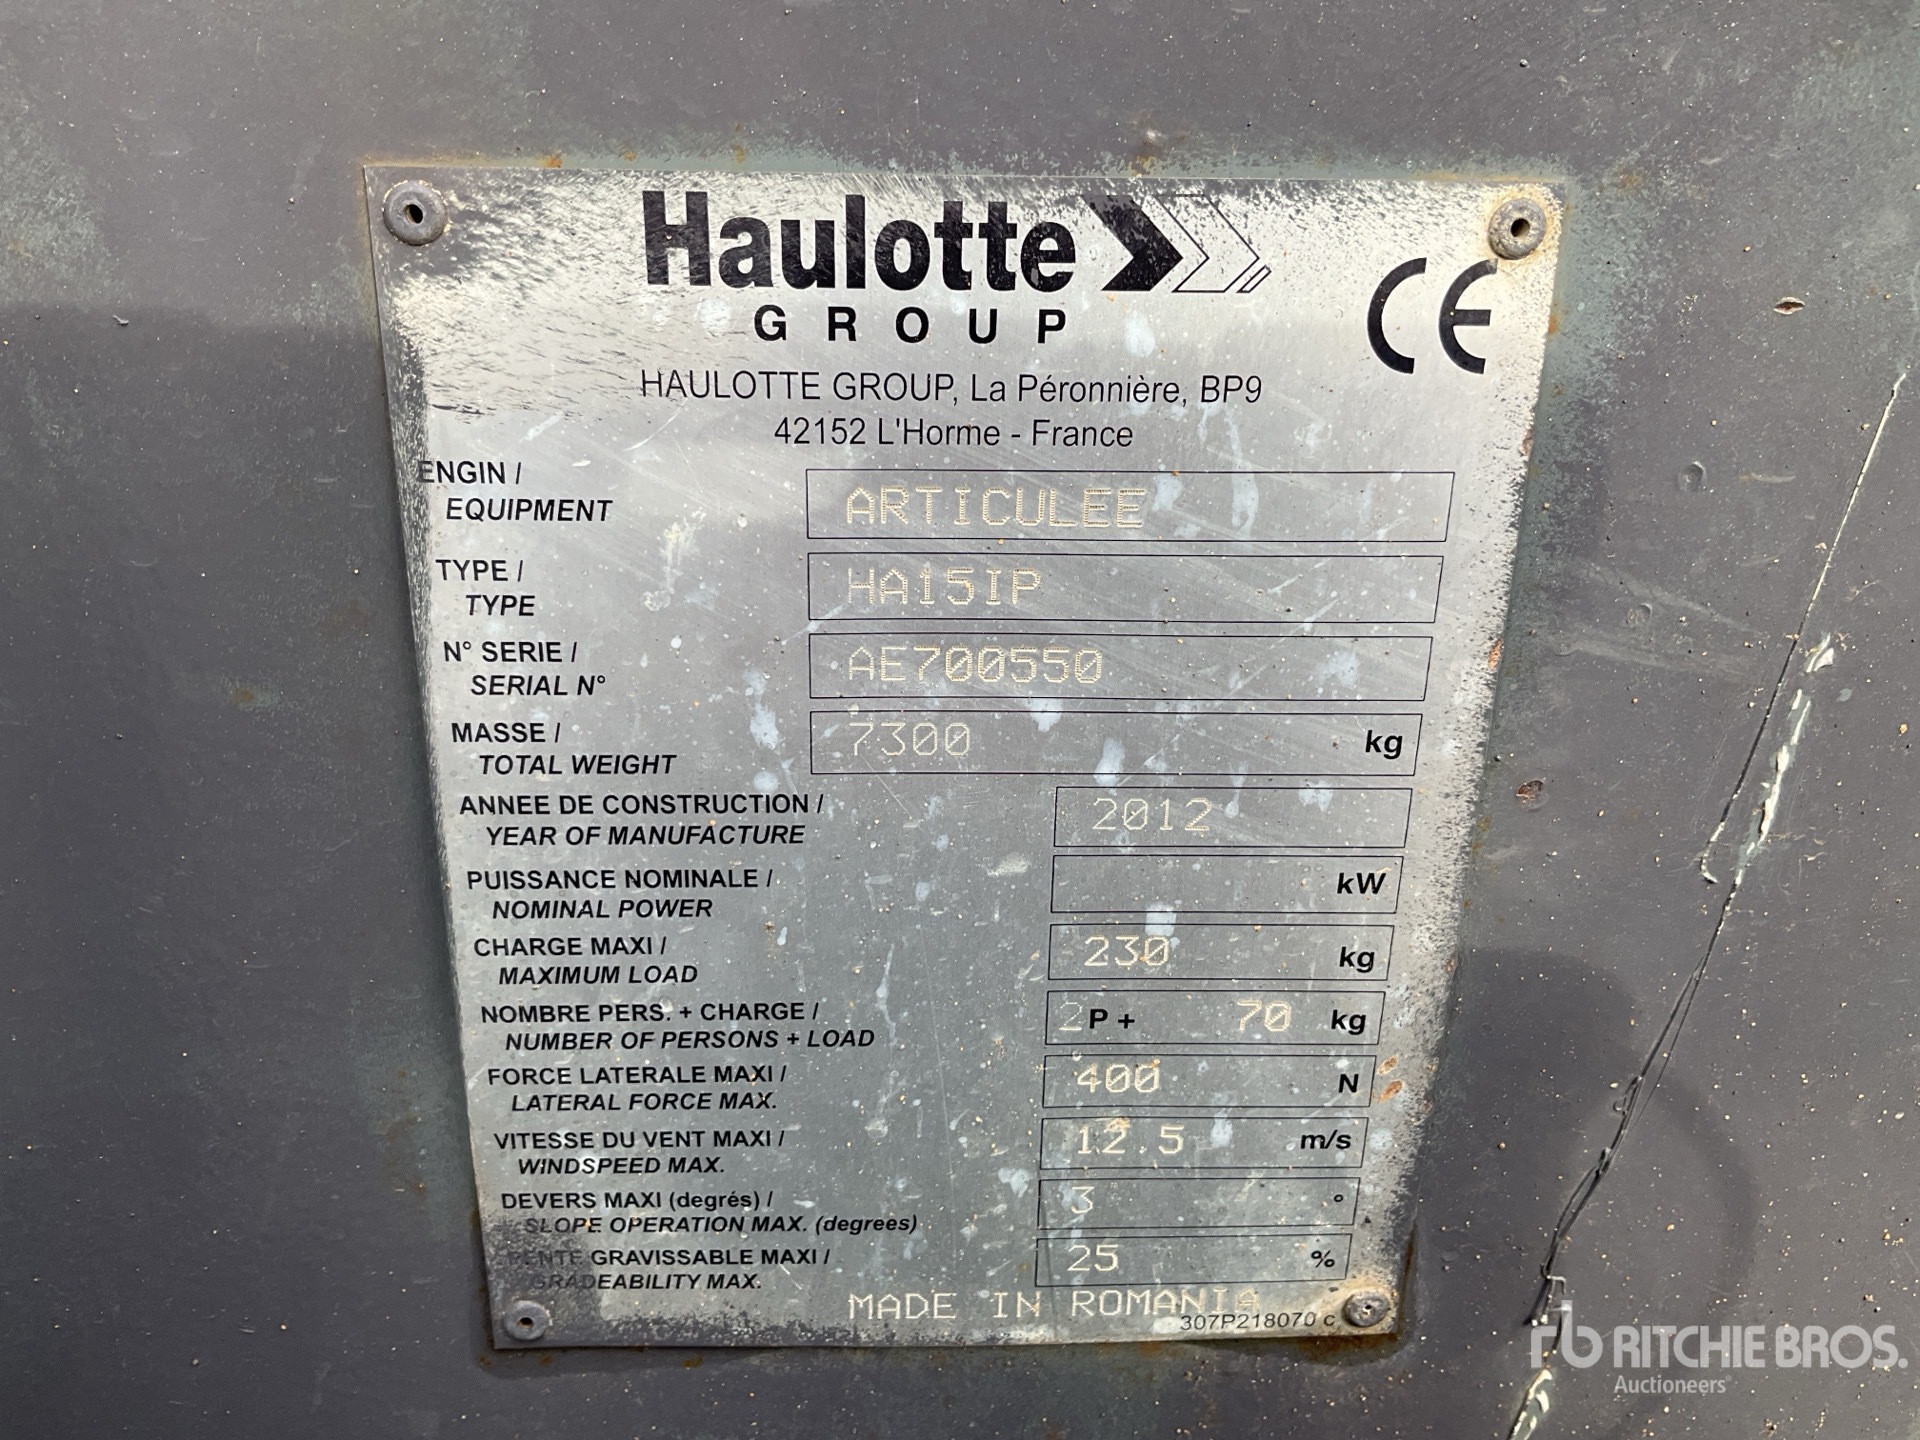 Haulotte
GROUP
CE
HAULOTTE GROUP, La Péronnière, BP9
42152 L'Horme - France
ENGIN /
EQUIPMENT ARTICULEE
TYPE /
TYPE HA15IP
N° SERIE /
SERIAL N° AE700550
MASSE /
TOTAL WEIGHT 7300 kg
ANNEE DE CONSTRUCTION /
YEAR OF MANUFACTURE 2012
PUISSANCE NOMINALE /
NOMINAL POWER kW
CHARGE MAXI /
MAXIMUM LOAD 230 kg
NOMBRE PERS. + CHARGE /
NUMBER OF PERSONS + LOAD 2P + 70 kg
FORCE LATERALE MAXI /
LATERAL FORCE MAX. 400 N
VITESSE DU VENT MAXI /
WINDSPEED MAX. 12.5 m/s
DEVERS MAXI (degrés) /
SLOPE OPERATION MAX. (degrees) 3 °
PENTE GRAVISSABLE MAXI /
GRADEABILITY MAX. 25 %
MADE IN ROMANIA
307P218070 c
rb RITCHIE BROS.
Auctioneers